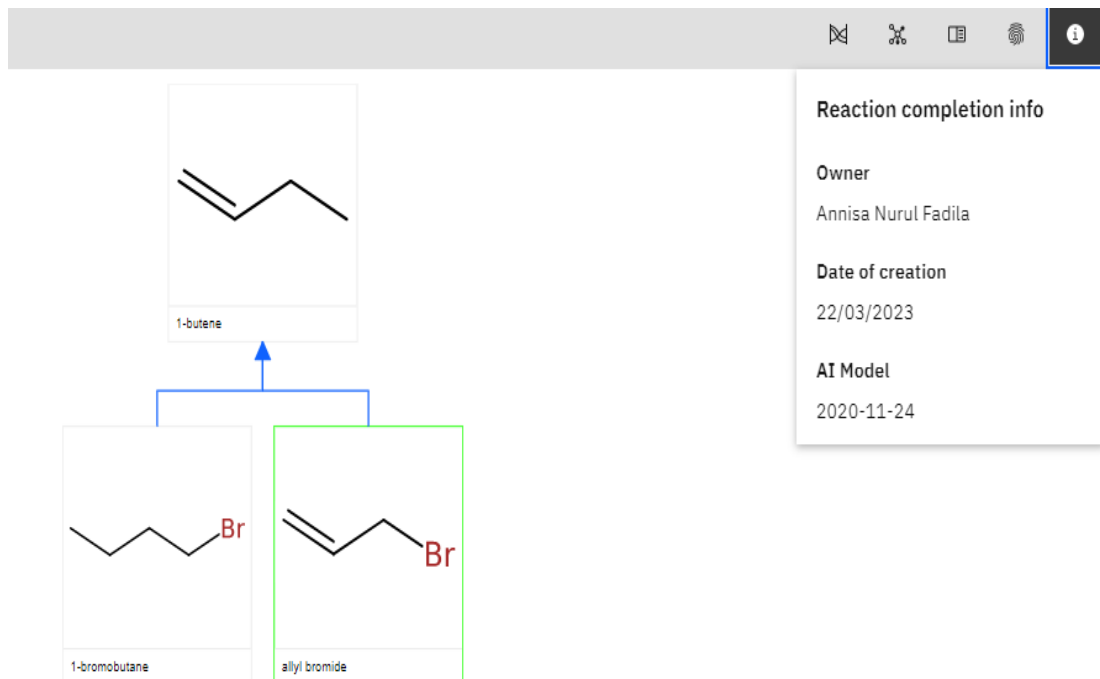 Reaction completion info
Owner
Annisa Nurul Fadila
Date of creation
22/03/2023
AI Model
2020-11-24
1-butene
Br
Br
1-bromobutane
allyl bromide